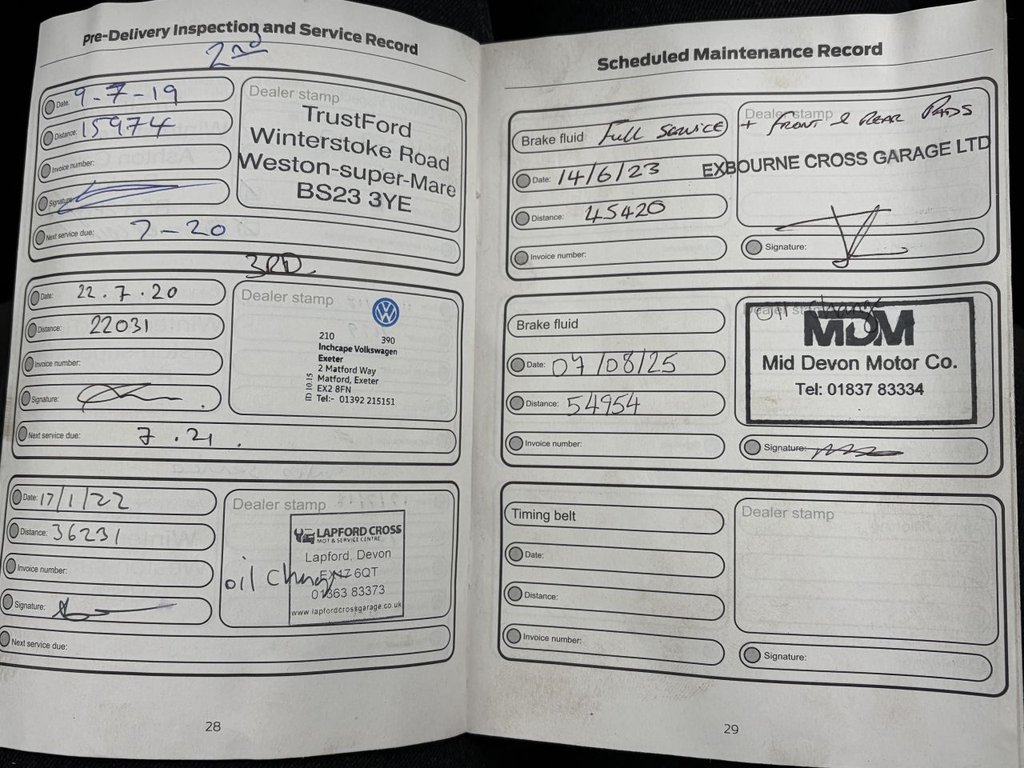 Pre-Delivery Inspection and Service Record
2nd
Date: 9-7-19
Distance: 15974
Invoice number:
Signature:
Next service due: 7-20
Dealer stamp
TrustFord
Winterstoke Road
Weston-super-Mare
BS23 3YE
3RD
Date: 22.7.20
Distance: 22031
Invoice number:
Signature:
Next service due: 7.21.
Dealer stamp
210 390
Inchcape Volkswagen
Exeter
2 Matford Way
Matford, Exeter
EX2 8FN
Tel:- 01392 215151
ID 10.15
Date: 17/1/22
Distance: 36231
Invoice number:
Signature:
Next service due:
Dealer stamp
LAPFORD CROSS
MOT & SERVICE CENTRE
Lapford, Devon
EX17 6QT
01363 83373
www.lapfordcrossgarage.co.uk
oil Change
28
Scheduled Maintenance Record
Brake fluid Full Service + Front & Rear Pads
Date: 14/6/23
Distance: 45420
Invoice number:
Dealer stamp
EXBOURNE CROSS GARAGE LTD
Signature:
Brake fluid
Date: 07/08/25
Distance: 54954
Invoice number:
Dealer stamp
oil change
MDM
Mid Devon Motor Co.
Tel: 01837 83334
Signature:
Timing belt
Date:
Distance:
Invoice number:
Dealer stamp
Signature:
29